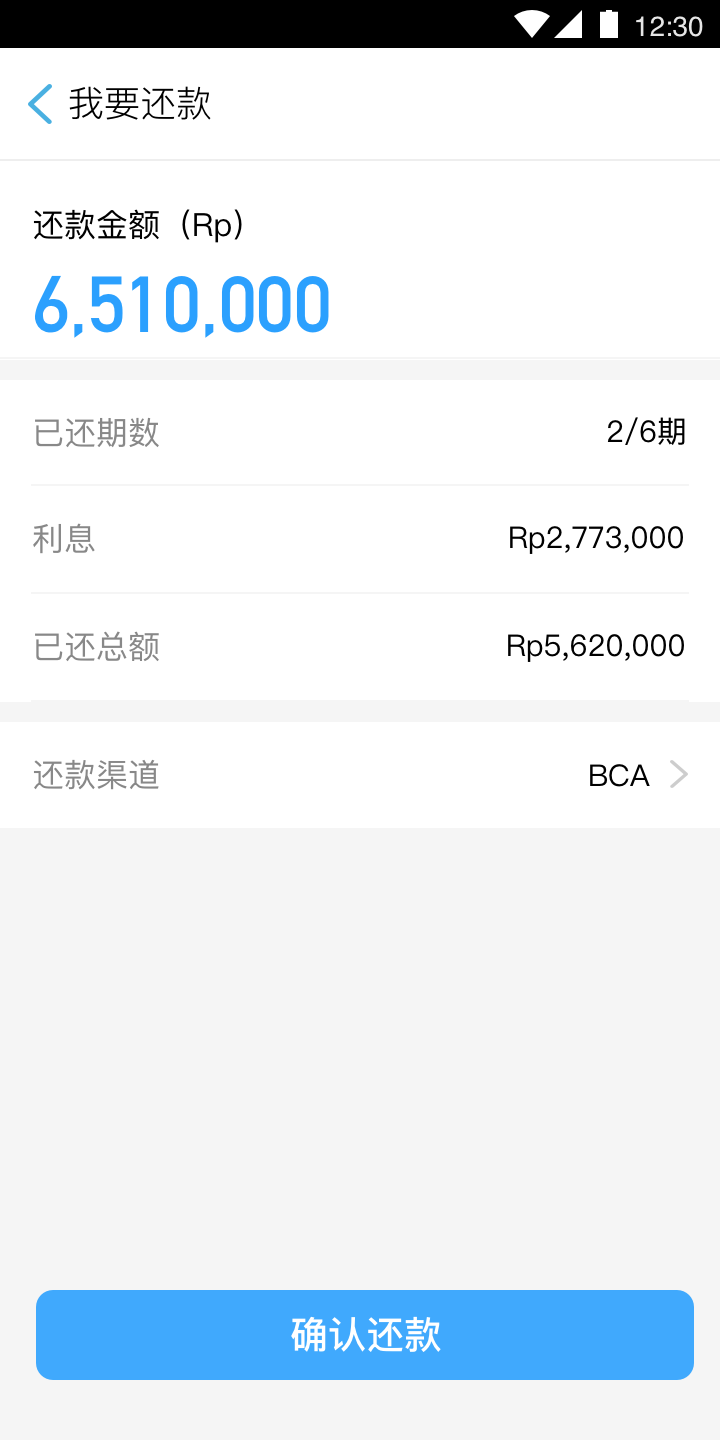 12:30
我要还款
还款金额（Rp）
6,510,000
已还期数 2/6期
利息 Rp2,773,000
已还总额 Rp5,620,000
还款渠道 BCA
确认还款